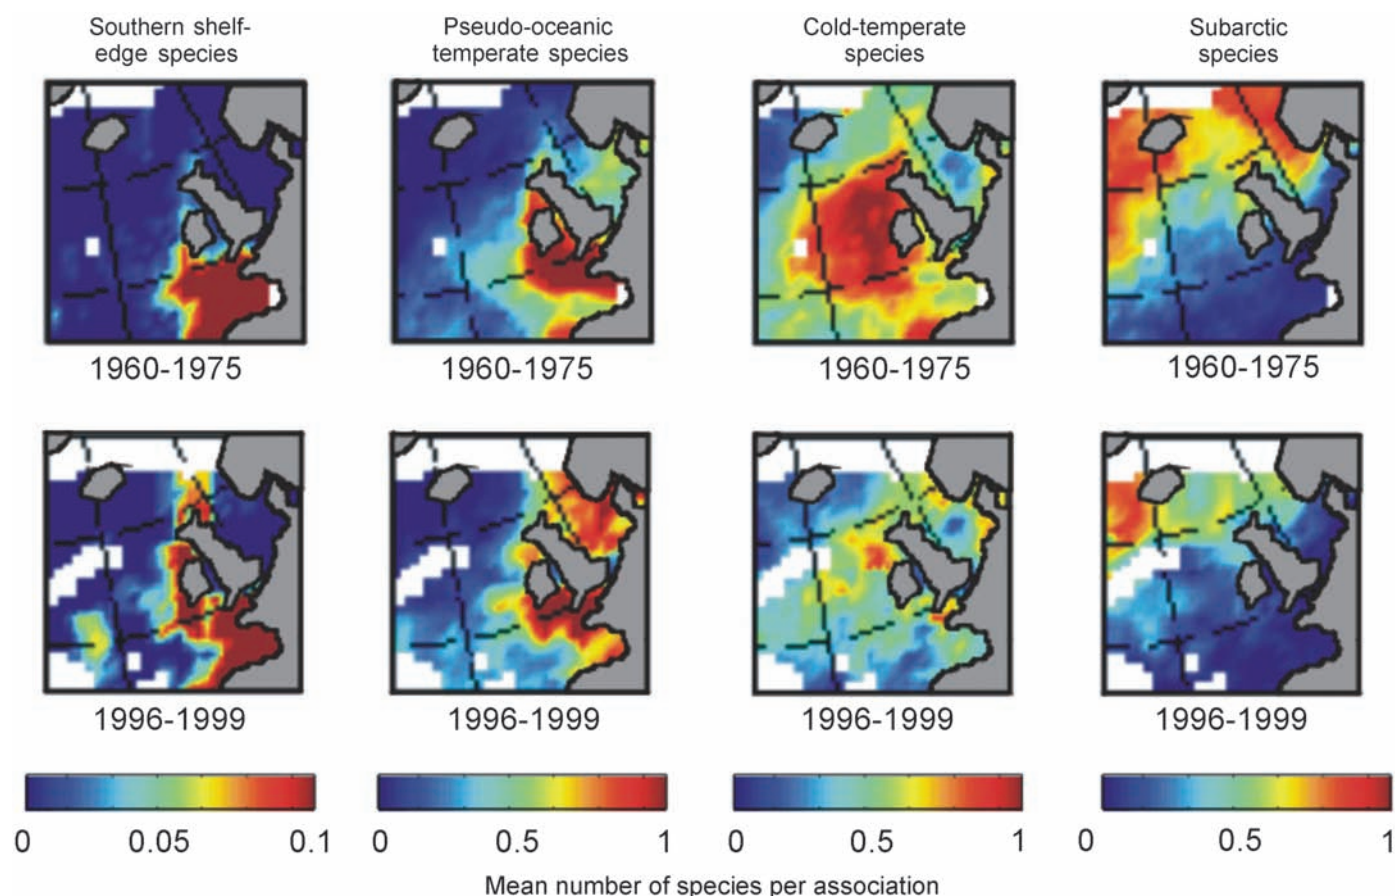 Southern shelf-
edge species
Pseudo-oceanic
temperate species
Cold-temperate
species
Subarctic
species
1960-1975
1960-1975
1960-1975
1960-1975
1996-1999
1996-1999
1996-1999
1996-1999
0 0.05 0.1
0 0.5 1
0 0.5 1
0 0.5 1
Mean number of species per association